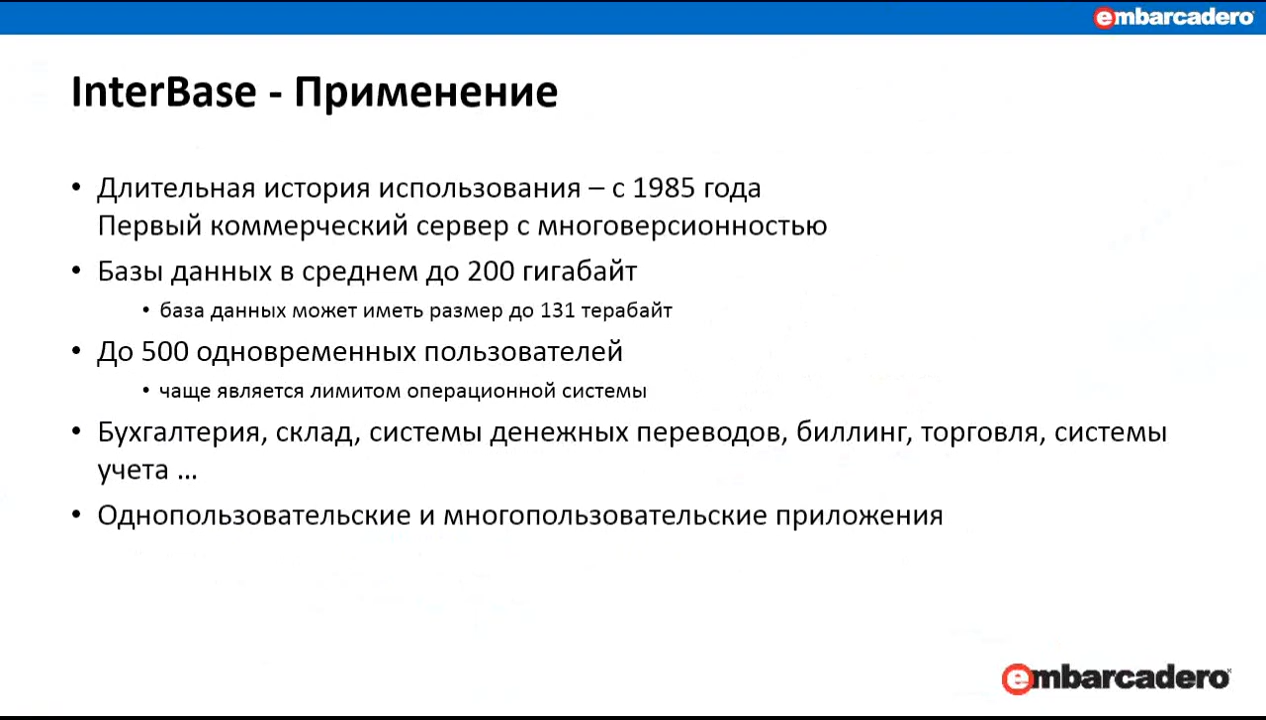 embarcadero
InterBase - Применение
• Длительная история использования – с 1985 года
Первый коммерческий сервер с многоверсионностью
• Базы данных в среднем до 200 гигабайт
• база данных может иметь размер до 131 терабайт
• До 500 одновременных пользователей
• чаще является лимитом операционной системы
• Бухгалтерия, склад, системы денежных переводов, биллинг, торговля, системы
учета ...
• Однопользовательские и многопользовательские приложения
embarcadero